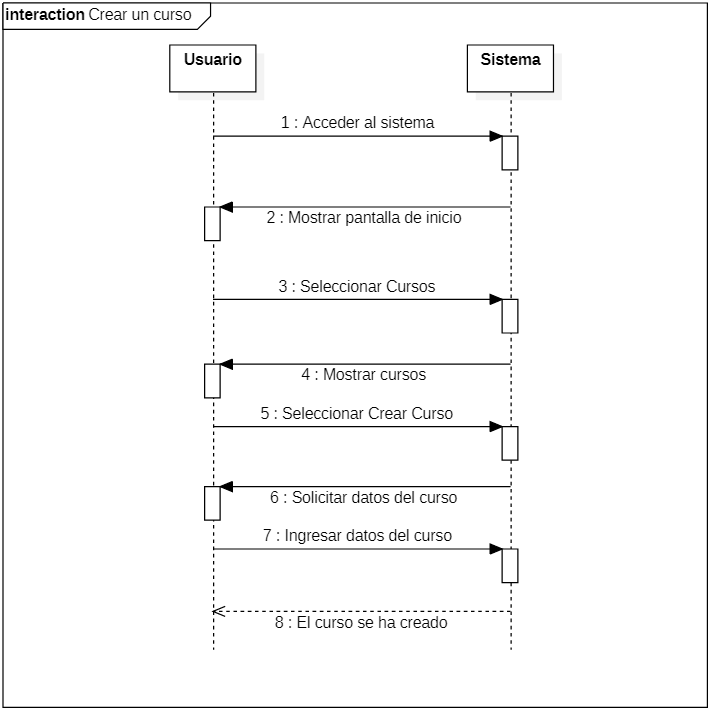 interaction Crear un curso
Usuario
Sistema
1 : Acceder al sistema
2 : Mostrar pantalla de inicio
3 : Seleccionar Cursos
4 : Mostrar cursos
5 : Seleccionar Crear Curso
6 : Solicitar datos del curso
7 : Ingresar datos del curso
8 : El curso se ha creado